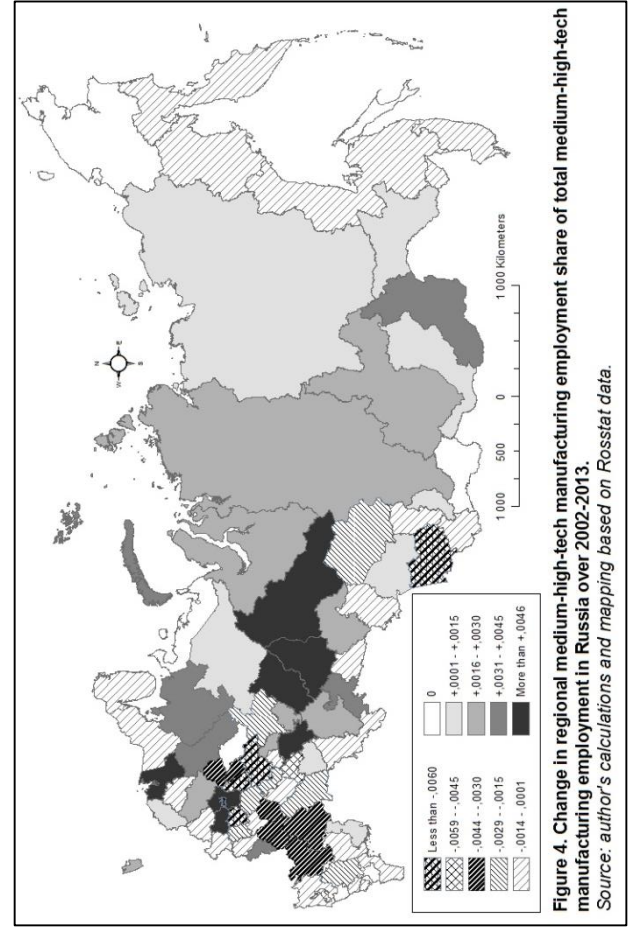 N
W E
S
1 000 500 0 1 000 Kilometers
Less than -,0060
-,0059 - -,0045
-,0044 - -,0030
-,0029 - -,0015
-,0014 - -,0001
0
+,0001 - +,0015
+,0016 - +,0030
+,0031 - +,0045
More than +,0046
Figure 4. Change in regional medium-high-tech manufacturing employment share of total medium-high-tech
manufacturing employment in Russia over 2002-2013.
Source: author's calculations and mapping based on Rosstat data.